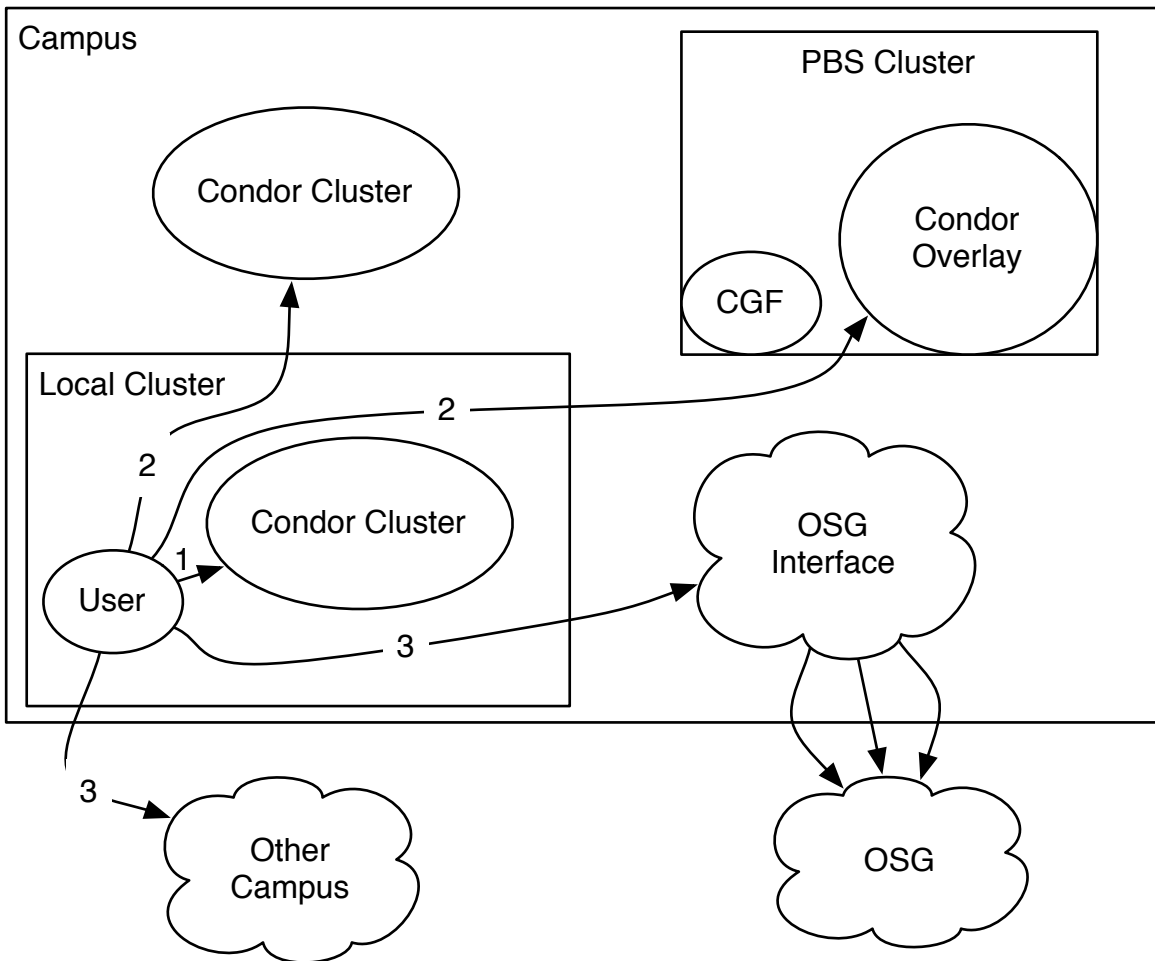 Campus
PBS Cluster
Condor Cluster
Condor
Overlay
CGF
Local Cluster
2
2
Condor Cluster
OSG
Interface
1
User
3
3
Other
Campus
OSG